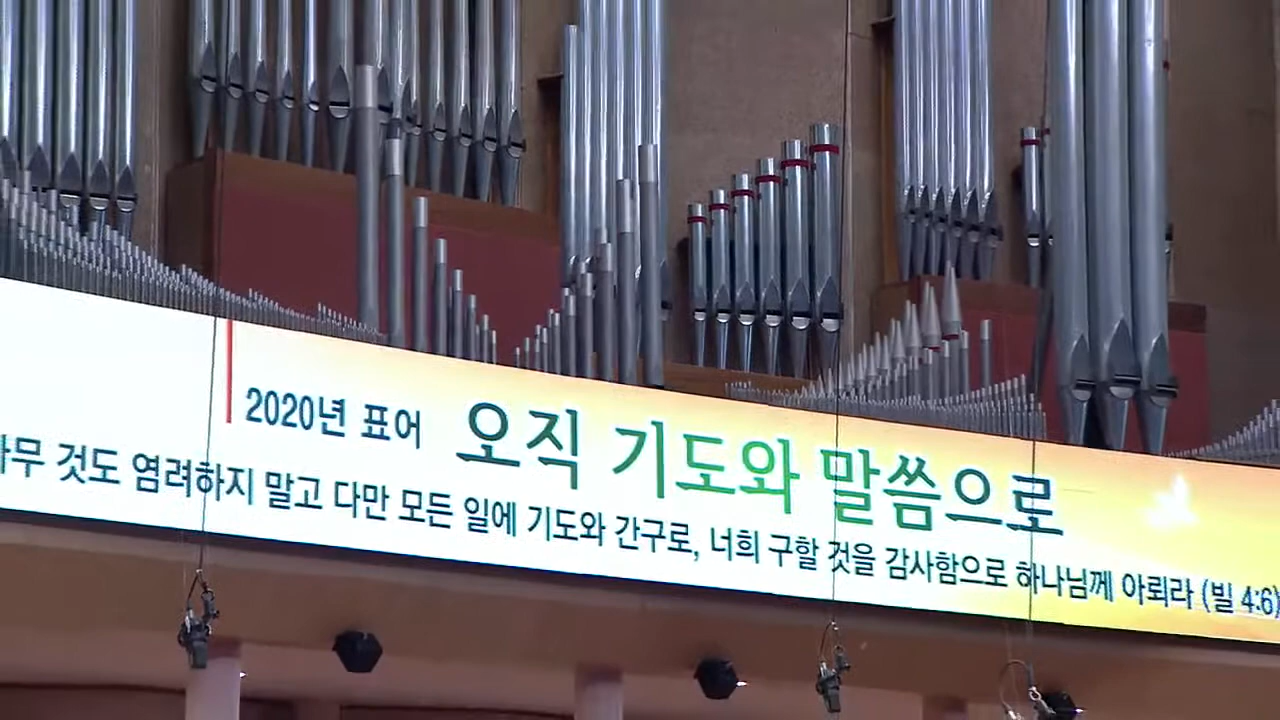 2020년 표어 오직 기도와 말씀으로
무 것도 염려하지 말고 다만 모든 일에 기도와 간구로, 너희 구할 것을 감사함으로 하나님께 아뢰라 (빌 4:6)